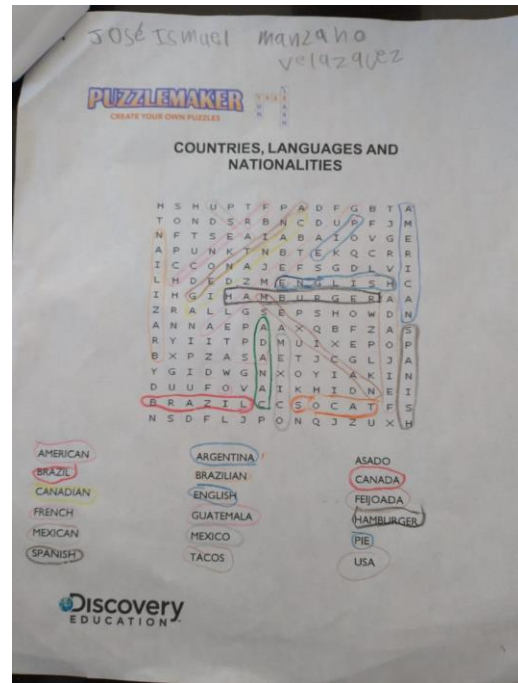 José Ismael manzano
velazquez
PUZZLEMAKER
CREATE YOUR OWN PUZZLES
COUNTRIES, LANGUAGES AND
NATIONALITIES
H S H U P T F P A D F G B T A
T O N D S R B N C D U P F J M
N F T S E A I A B A I O V G E
A P U N K T N B T E K Q C R R
I C C O N A J E F S G D L V I
L H D E D Z M E N G L I S H C
I H G I H A M B U R G E R A A
Z R A L L G S E P S H O W D N
A N N A E P A A X Q B F Z A S
R Y I I T P D M U I X E P O P
B X P Z A S A E T J C G L J A
Y G I D W G N X O Y I A K I N
D U U F O V A I K H I D N E I
B R A Z I L C C S O C A T F S
N S D F L J P O N Q J Z U X H
AMERICAN
ARGENTINA
ASADO
BRAZIL
BRAZILIAN
CANADA
CANADIAN
ENGLISH
FEIJOADA
FRENCH
GUATEMALA
HAMBURGER
MEXICAN
MEXICO
PIE
SPANISH
TACOS
USA
Discovery
EDUCATION